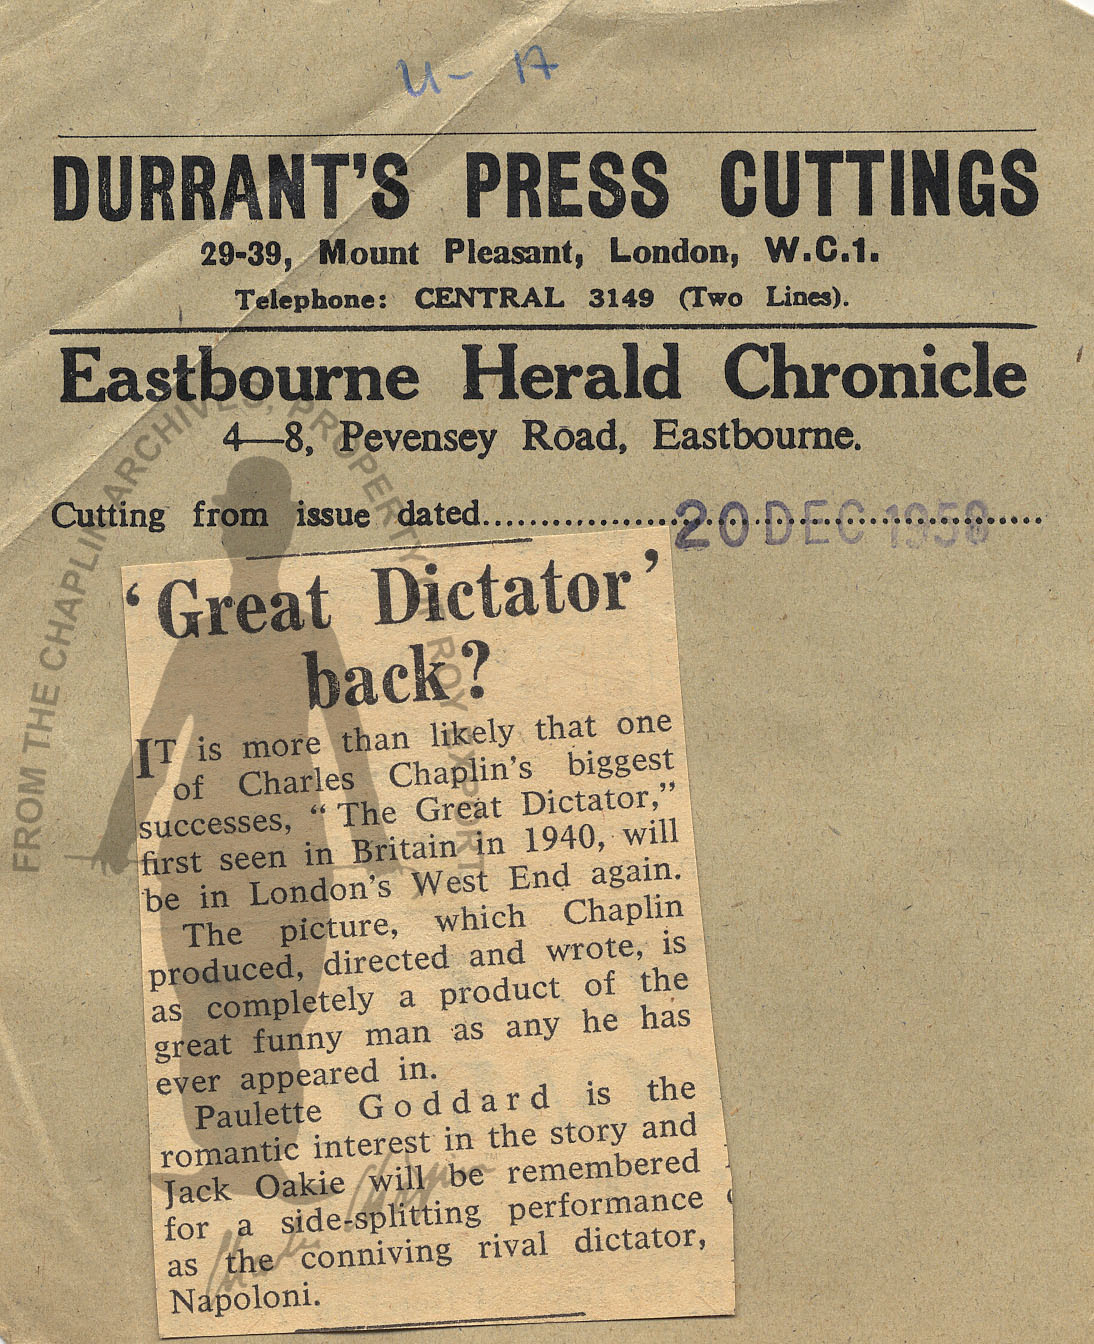 U- 17
DURRANT'S PRESS CUTTINGS
29-39, Mount Pleasant, London, W.C.1.
Telephone: CENTRAL 3149 (Two Lines).
Eastbourne Herald Chronicle
4—8, Pevensey Road, Eastbourne.
Cutting from issue dated 20 DEC 1958
'Great Dictator'
back?
IT is more than likely that one
of Charles Chaplin's biggest
successes, "The Great Dictator,"
first seen in Britain in 1940, will
be in London's West End again.
The picture, which Chaplin
produced, directed and wrote, is
as completely a product of the
great funny man as any he has
ever appeared in.
Paulette Goddard is the
romantic interest in the story and
Jack Oakie will be remembered
for a side-splitting performance
as the conniving rival dictator,
Napoloni.
FROM THE CHAPLIN ARCHIVES, PROPERTY OF ROY EXPORT
Charlie Chaplin